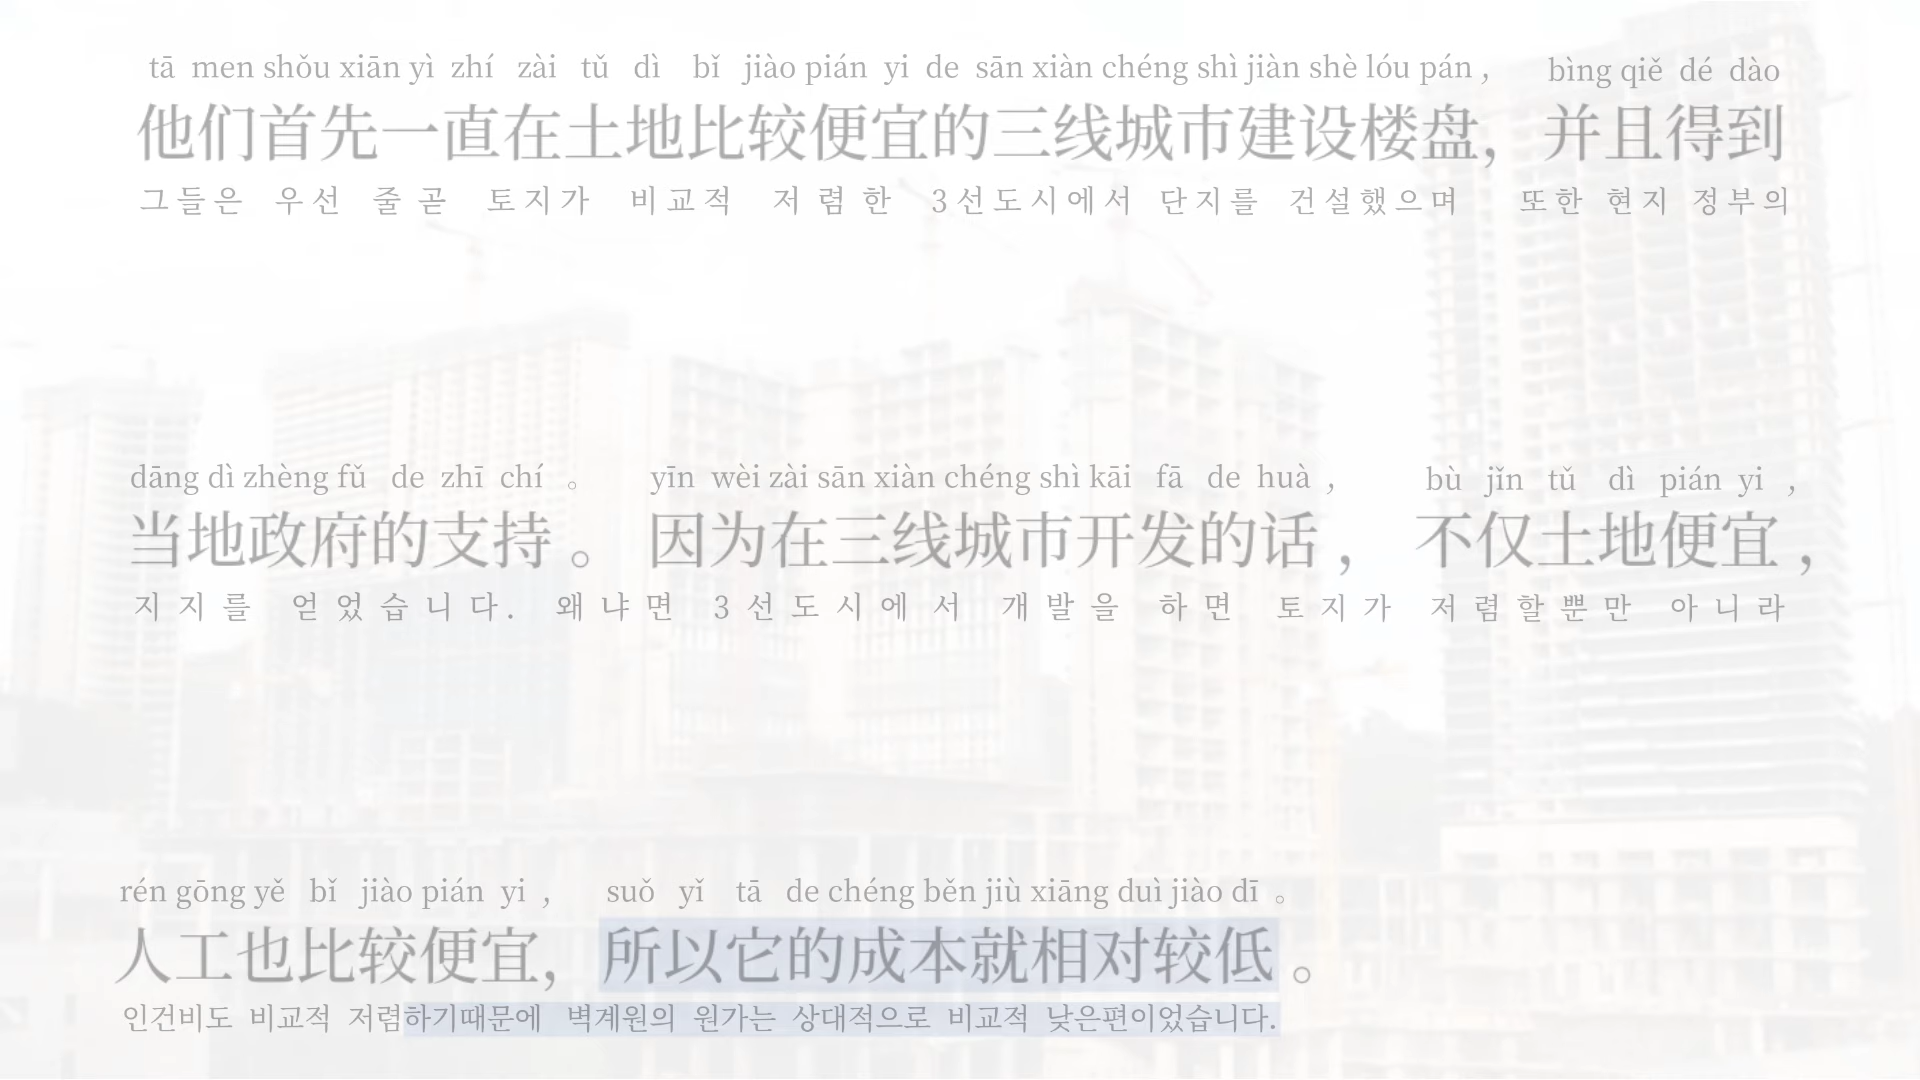 tā men shǒu xiān yì zhí zài tǔ dì bǐ jiào pián yi de sān xiàn chéng shì jiàn shè lóu pán , bìng qiě dé dào
他们首先一直在土地比较便宜的三线城市建设楼盘，并且得到
그들은 우선 줄곧 토지가 비교적 저렴한 3선도시에서 단지를 건설했으며 또한 현지 정부의
dāng dì zhèng fǔ de zhī chí 。 yīn wèi zài sān xiàn chéng shì kāi fā de huà , bù jǐn tǔ dì pián yi ,
当地政府的支持。因为在三线城市开发的话，不仅土地便宜，
지지를 얻었습니다. 왜냐면 3선도시에서 개발을 하면 토지가 저렴할뿐만 아니라
rén gōng yě bǐ jiào pián yi , suǒ yǐ tā de chéng běn jiù xiāng duì jiào dī 。
人工也比较便宜，所以它的成本就相对较低。
인건비도 비교적 저렴하기때문에 벽계원의 원가는 상대적으로 비교적 낮은편이었습니다.